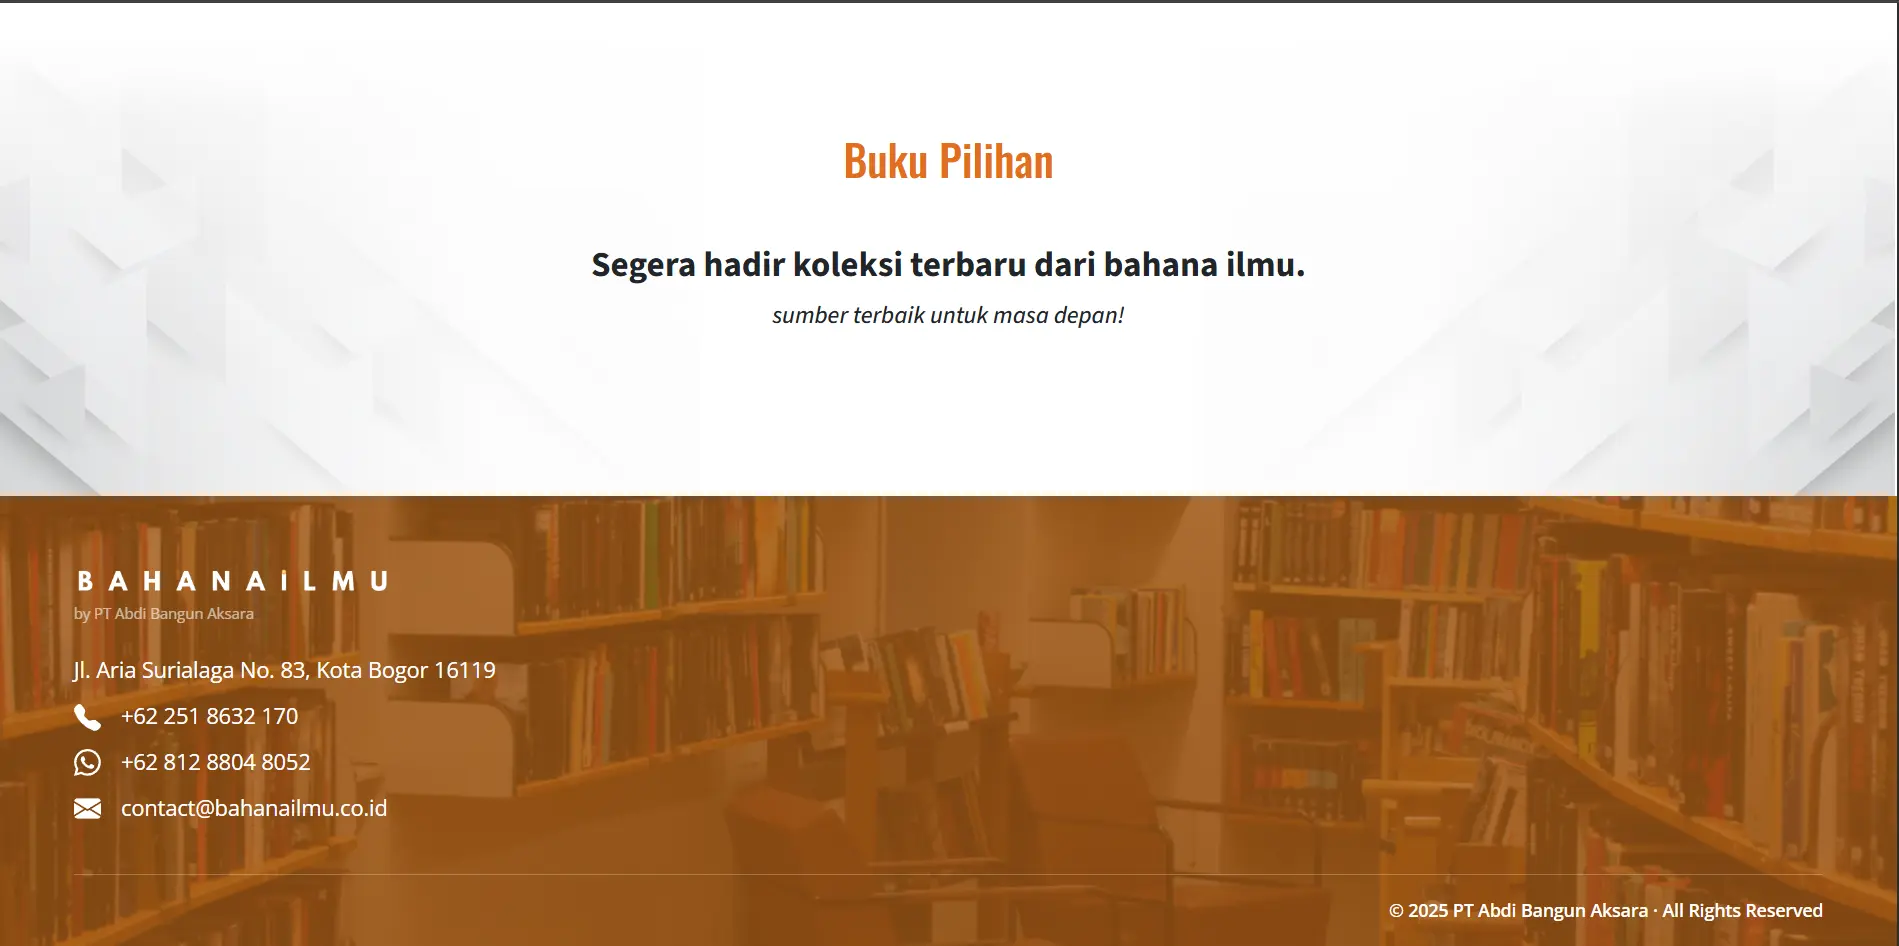 Buku Pilihan
Segera hadir koleksi terbaru dari bahana ilmu.
sumber terbaik untuk masa depan!
BAHANAILMU
by PT Abdi Bangun Aksara
Jl. Aria Surialaga No. 83, Kota Bogor 16119
+62 251 8632 170
+62 812 8804 8052
contact@bahanailmu.co.id
© 2025 PT Abdi Bangun Aksara · All Rights Reserved